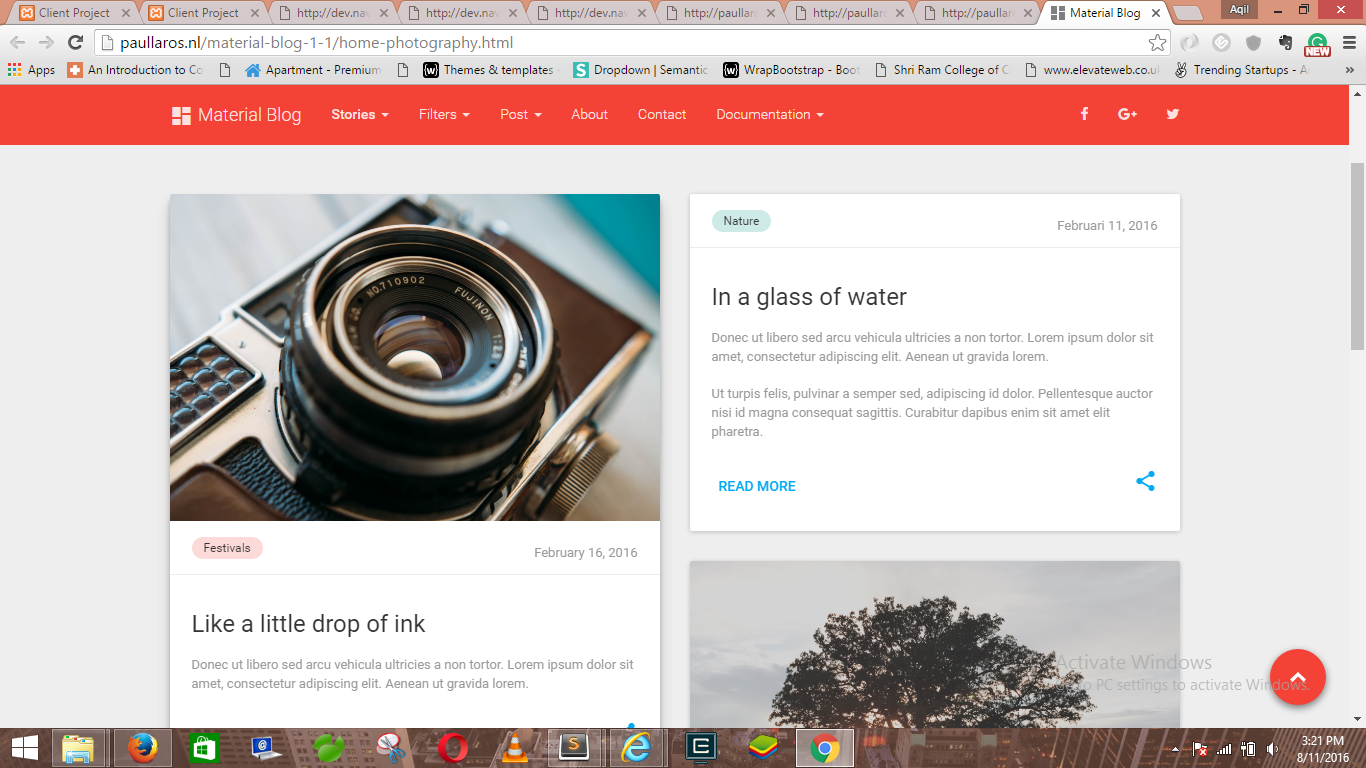 Client Project
Client Project
http://dev.nav
http://dev.nav
http://dev.nav
http://paullaros
http://paullaros
http://paullaros
Material Blog
Aqil
paullaros.nl/material-blog-1-1/home-photography.html
NEW
Apps
An Introduction to Co
Apartment - Premium
Themes & templates
Dropdown | Semantic
WrapBootstrap - Boot
Shri Ram College of C
www.elevateweb.co.u
Trending Startups - A
Material Blog
Stories
Filters
Post
About
Contact
Documentation
NO.710902 FUJINON
Festivals
February 16, 2016
Like a little drop of ink
Donec ut libero sed arcu vehicula ultricies a non tortor. Lorem ipsum dolor sit
amet, consectetur adipiscing elit. Aenean ut gravida lorem.
Nature
Februari 11, 2016
In a glass of water
Donec ut libero sed arcu vehicula ultricies a non tortor. Lorem ipsum dolor sit
amet, consectetur adipiscing elit. Aenean ut gravida lorem.
Ut turpis felis, pulvinar a semper sed, adipiscing id dolor. Pellentesque auctor
nisi id magna consequat sagittis. Curabitur dapibus enim sit amet elit
pharetra.
READ MORE
Activate Windows
Go to PC settings to activate Windows.
3:21 PM
8/11/2016